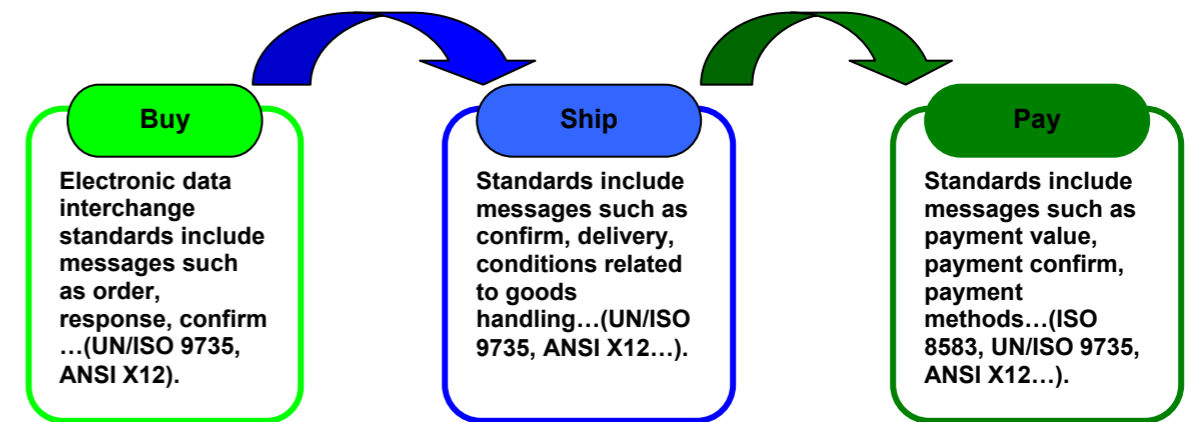 Buy
Electronic data
interchange
standards include
messages such
as order,
response, confirm
…(UN/ISO 9735,
ANSI X12).
Ship
Standards include
messages such as
confirm, delivery,
conditions related
to goods
handling…(UN/ISO
9735, ANSI X12…).
Pay
Standards include
messages such as
payment value,
payment confirm,
payment
methods…(ISO
8583, UN/ISO 9735,
ANSI X12…).